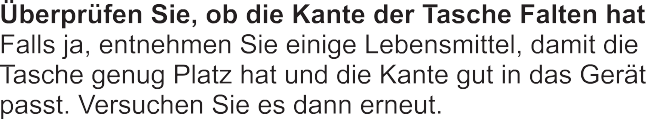 Überprüfen Sie, ob die Kante der Tasche Falten hat
Falls ja, entnehmen Sie einige Lebensmittel, damit die
Tasche genug Platz hat und die Kante gut in das Gerät
passt. Versuchen Sie es dann erneut.